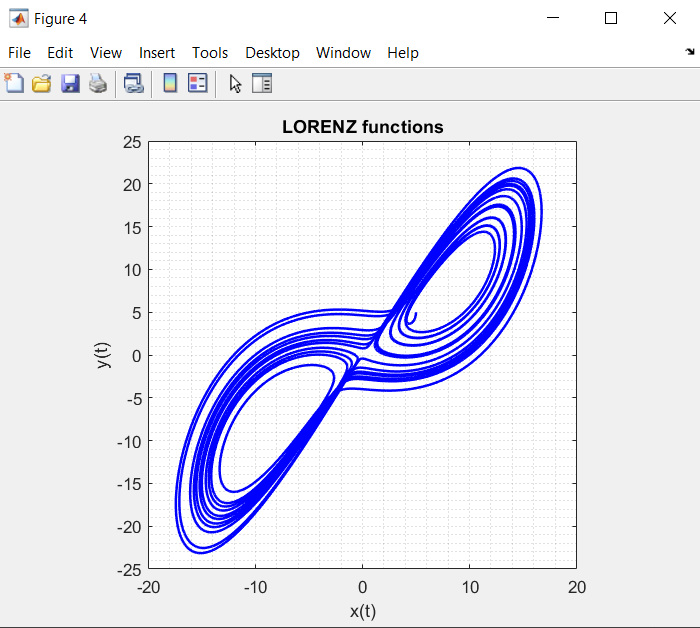 Figure 4
File Edit View Insert Tools Desktop Window Help
LORENZ functions
25
20
15
10
5
0
-5
-10
-15
-20
-25
y(t)
-20 -10 0 10 20
x(t)